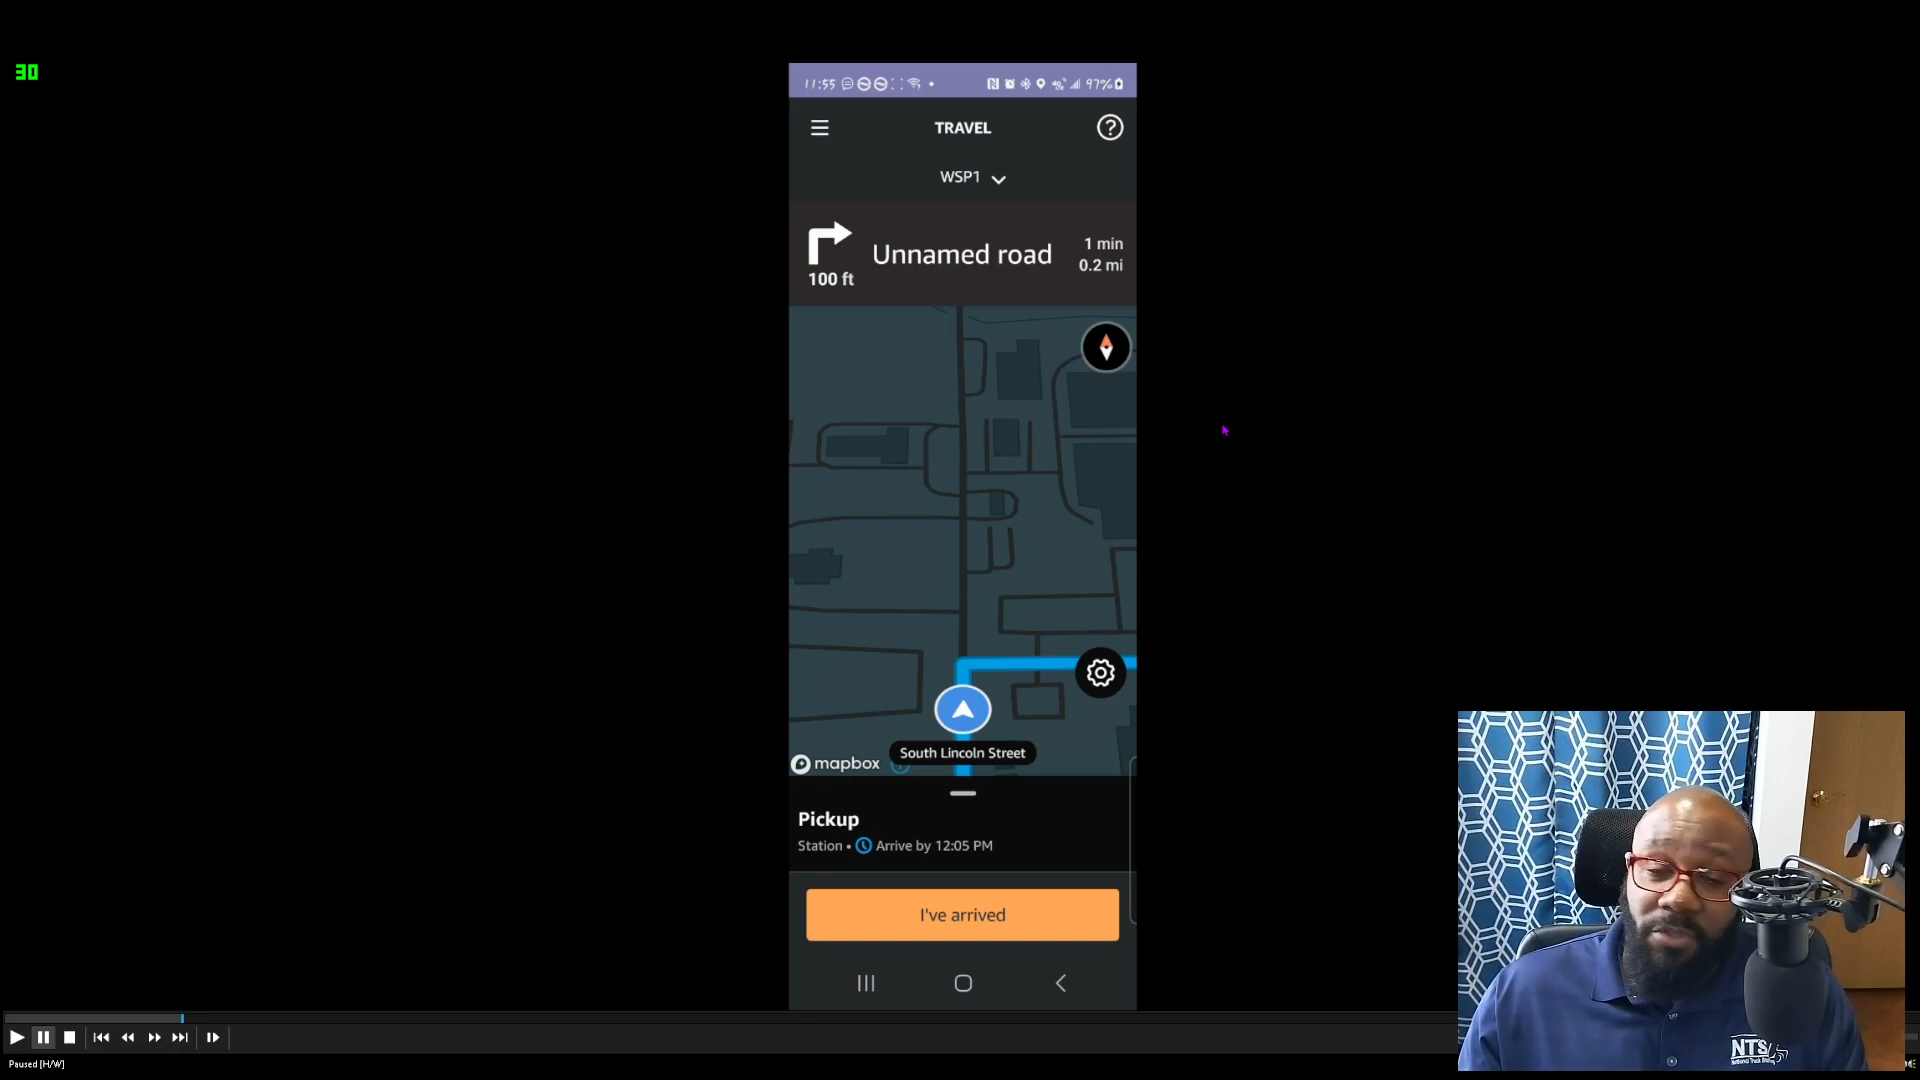 30
11:55
97%
TRAVEL
WSP1
Unnamed road
100 ft
1 min
0.2 mi
South Lincoln Street
mapbox
Pickup
Station • Arrive by 12:05 PM
I've arrived
Paused [H/W]
NTS